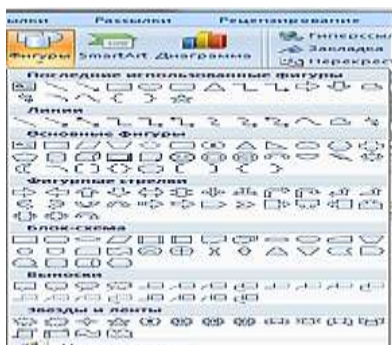 Рассылки Рецензирование
Фигуры SmartArt Диаграмма
Закладка
Последние использованные фигуры
Линии
Основные фигуры
Фигурные стрелки
Блок-схема
Выноски
Звезды и ленты